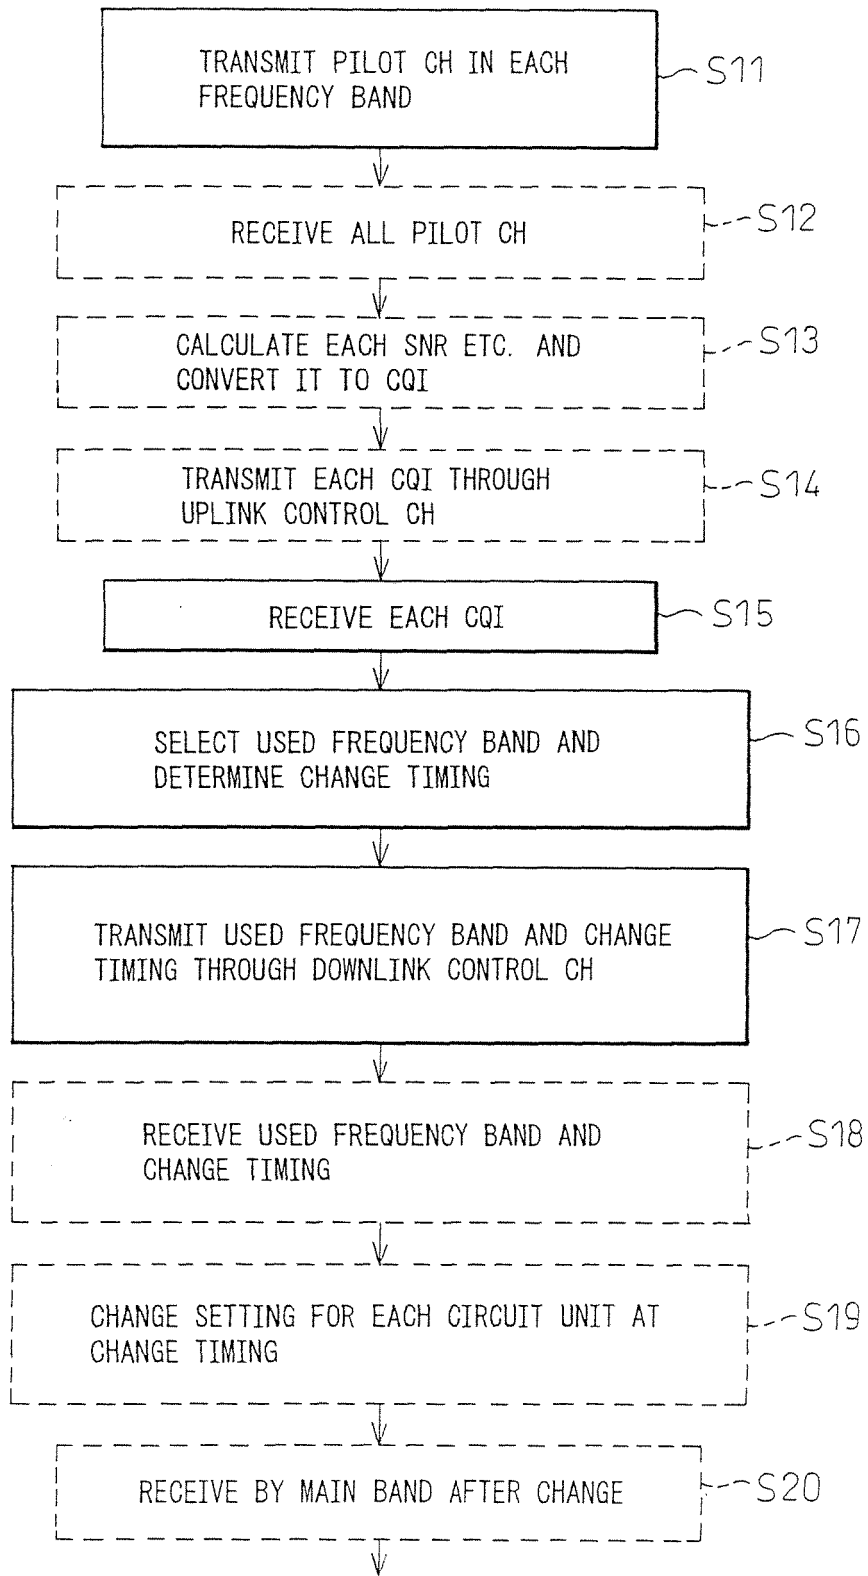 TRANSMIT PILOT CH IN EACH
FREQUENCY BAND
S11
RECEIVE ALL PILOT CH
S12
CALCULATE EACH SNR ETC. AND
CONVERT IT TO CQI
S13
TRANSMIT EACH CQI THROUGH
UPLINK CONTROL CH
S14
RECEIVE EACH CQI
S15
SELECT USED FREQUENCY BAND AND
DETERMINE CHANGE TIMING
S16
TRANSMIT USED FREQUENCY BAND AND CHANGE
TIMING THROUGH DOWNLINK CONTROL CH
S17
RECEIVE USED FREQUENCY BAND AND
CHANGE TIMING
S18
CHANGE SETTING FOR EACH CIRCUIT UNIT AT
CHANGE TIMING
S19
RECEIVE BY MAIN BAND AFTER CHANGE
S20